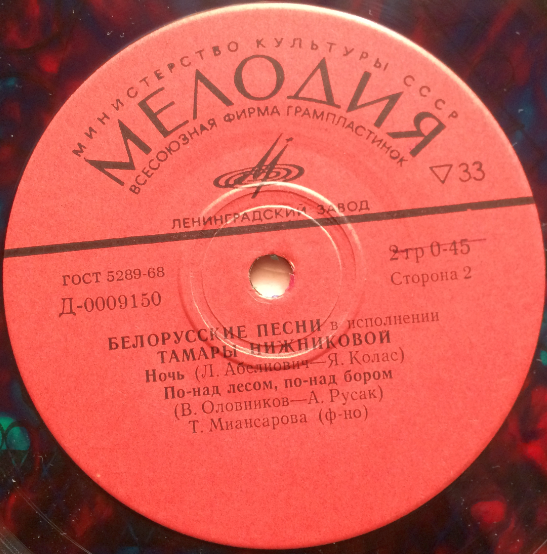 МИНИСТЕРСТВО КУЛЬТУРЫ СССР
МЕЛОДИЯ
ВСЕСОЮЗНАЯ ФИРМА ГРАМПЛАСТИНОК
▽33
ЛЕНИНГРАДСКИЙ ЗАВОД
ГОСТ 5289-68
Д-0009150
2-гр 0-45
Сторона 2
БЕЛОРУССКИЕ ПЕСНИ в исполнении
ТАМАРЫ НИЖНИКОВОЙ
Ночь (Л. Абелиович—Я. Колас)
По-над лесом, по-над бором
(В. Оловников—А. Русак)
Т. Миансарова (ф-но)